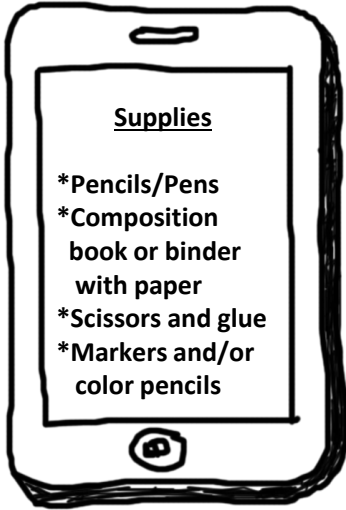 Supplies
*Pencils/Pens
*Composition
book or binder
with paper
*Scissors and glue
*Markers and/or
color pencils